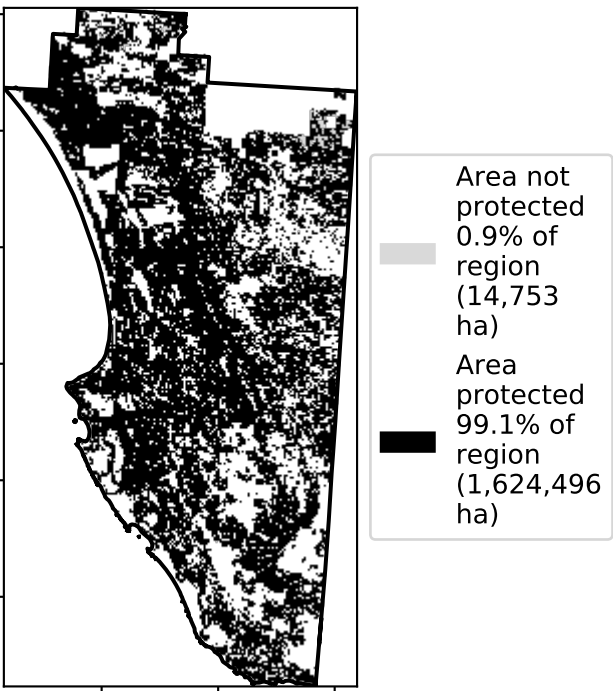 Area not
protected
0.9% of
region
(14,753
ha)
Area
protected
99.1% of
region
(1,624,496
ha)